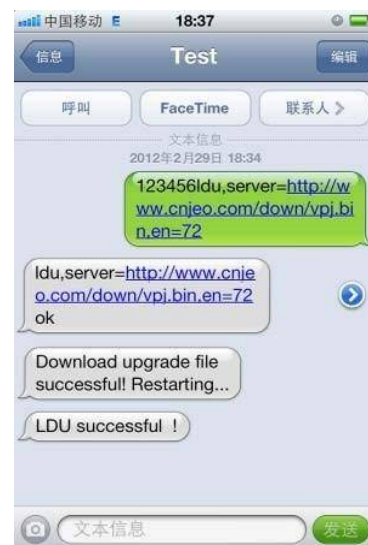 中国移动 E 18:37
信息 Test 编辑
呼叫 FaceTime 联系人
文本信息
2012年2月29日 18:34
123456ldu,server=http://w
ww.cnjeo.com/down/vpj.bi
n,en=72
ldu,server=http://www.cnje
o.com/down/vpj.bin,en=72
ok
Download upgrade file
successful! Restarting...
LDU successful !
文本信息 发送